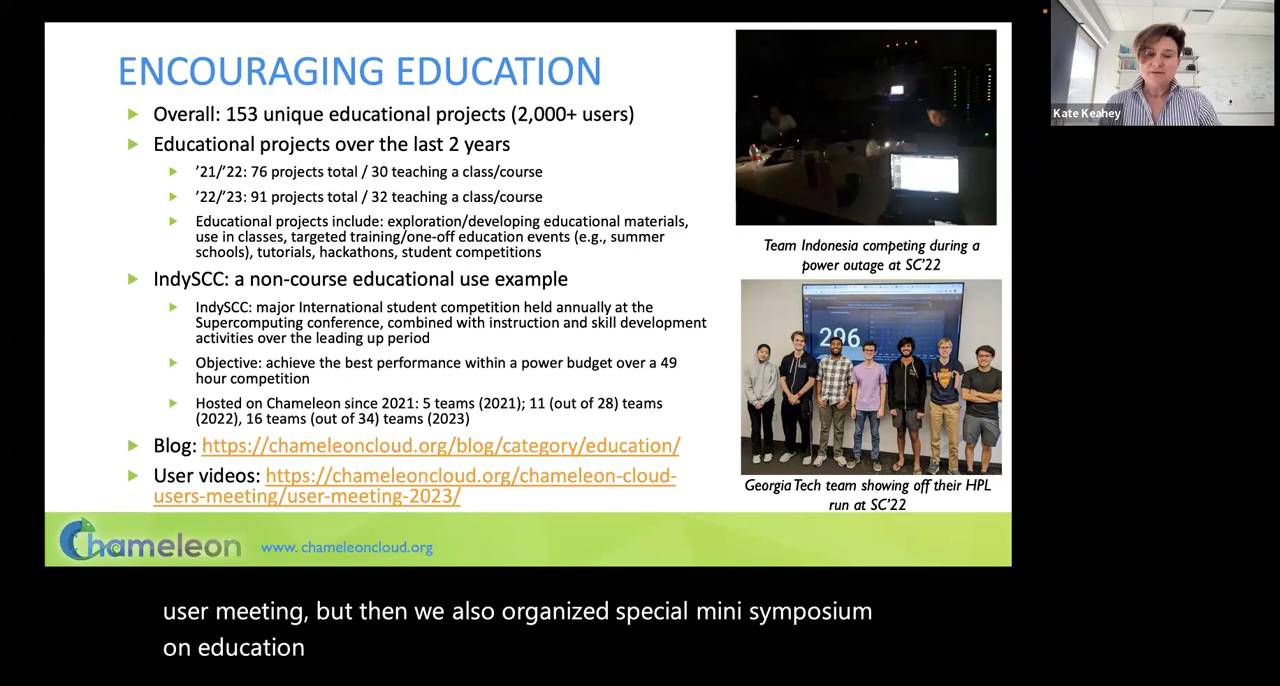 ENCOURAGING EDUCATION
Overall: 153 unique educational projects (2,000+ users)
Educational projects over the last 2 years
’21/’22: 76 projects total / 30 teaching a class/course
’22/’23: 91 projects total / 32 teaching a class/course
Educational projects include: exploration/developing educational materials,
use in classes, targeted training/one-off education events (e.g., summer
schools), tutorials, hackathons, student competitions
IndySCC: a non-course educational use example
IndySCC: major International student competition held annually at the
Supercomputing conference, combined with instruction and skill development
activities over the leading up period
Objective: achieve the best performance within a power budget over a 49
hour competition
Hosted on Chameleon since 2021: 5 teams (2021); 11 (out of 28) teams
(2022), 16 teams (out of 34) teams (2023)
Blog: https://chameleoncloud.org/blog/category/education/
User videos: https://chameleoncloud.org/chameleon-cloud-
users-meeting/user-meeting-2023/
Team Indonesia competing during a
power outage at SC’22
296
Georgia Tech team showing off their HPL
run at SC’22
Chameleon
www. chameleoncloud.org
Kate Keahey
user meeting, but then we also organized special mini symposium
on education